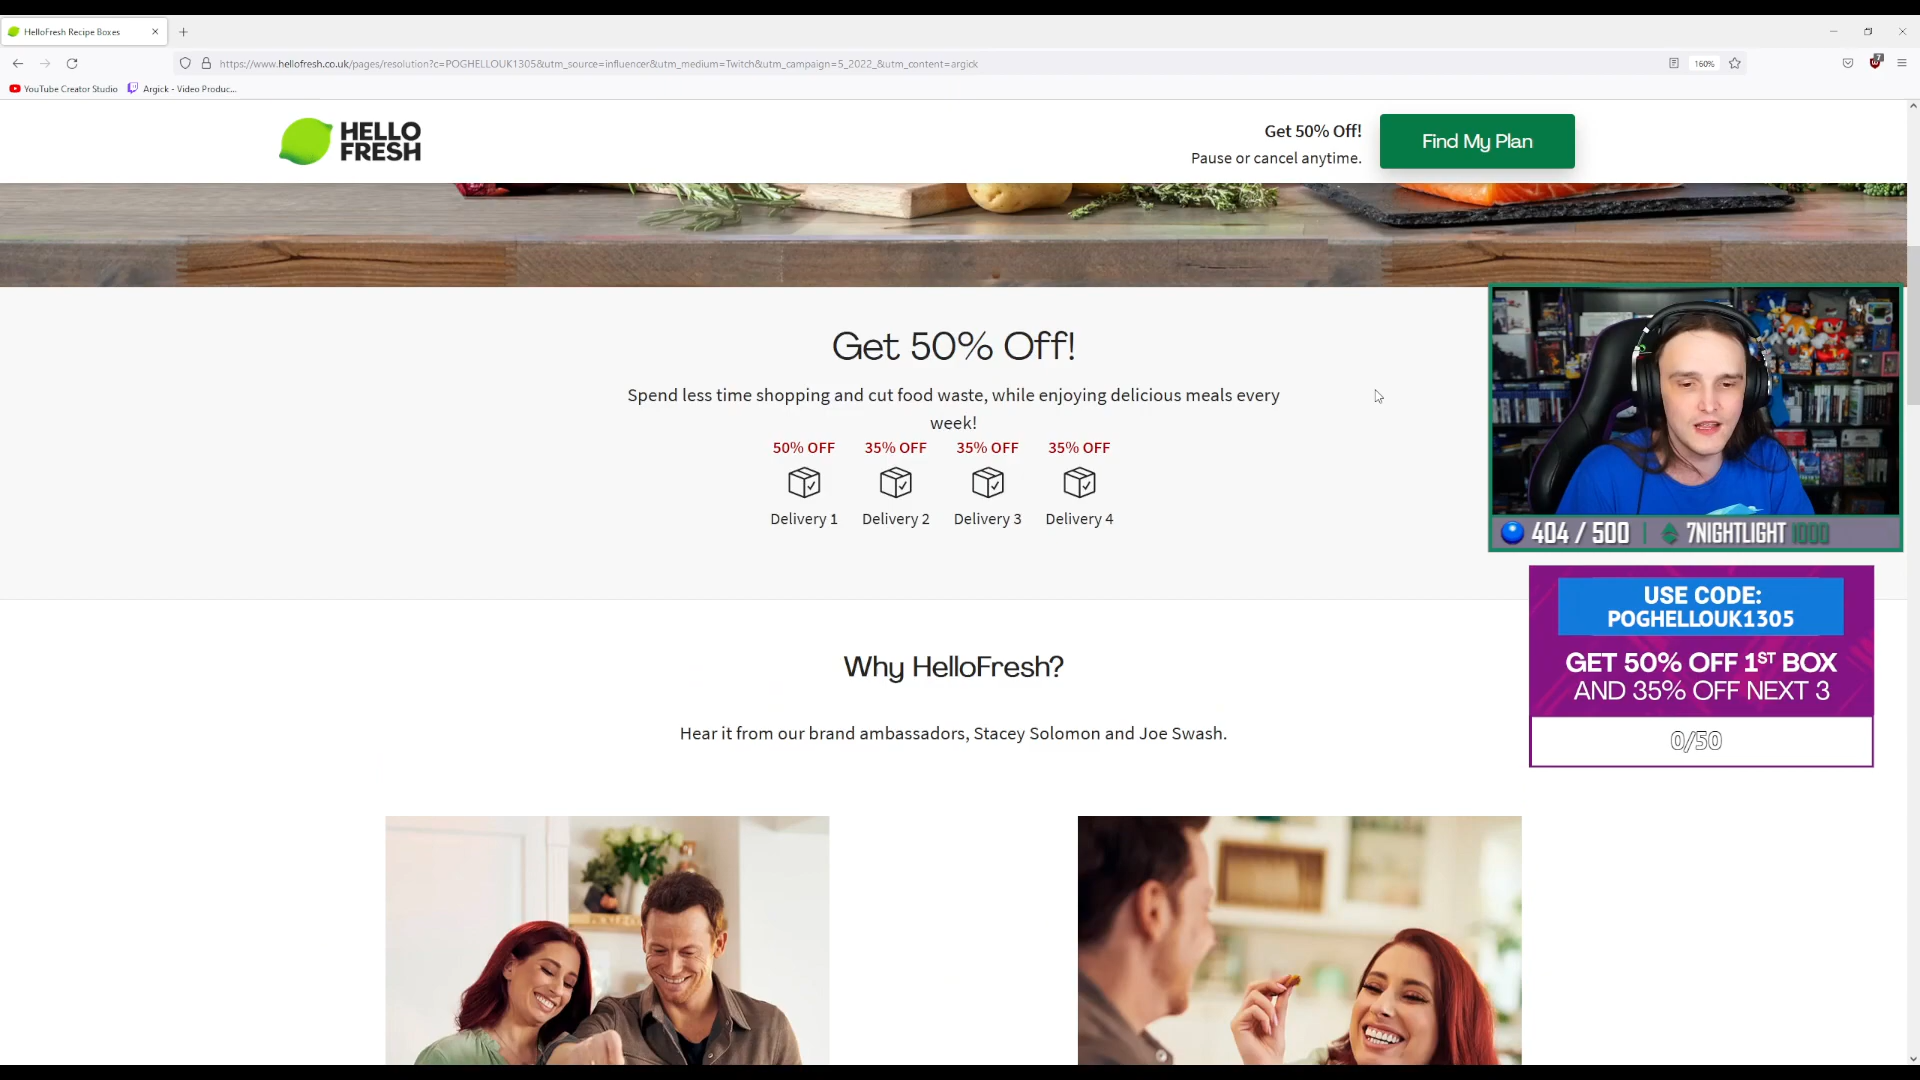 HelloFresh Recipe Boxes
https://www.hellofresh.co.uk/pages/resolution?c=POGHELLOUK1305&utm_source=influencer&utm_medium=Twitch&utm_campaign=5_2022_&utm_content=argick
160%
7
YouTube Creator Studio
Argick - Video Produc...
HELLO
FRESH
Get 50% Off!
Pause or cancel anytime.
Find My Plan
Get 50% Off!
Spend less time shopping and cut food waste, while enjoying delicious meals every
week!
50% OFF 35% OFF 35% OFF 35% OFF
Delivery 1 Delivery 2 Delivery 3 Delivery 4
404 / 500 | 7NIGHTLIGHT 1000
USE CODE:
POGHELLOUK1305
GET 50% OFF 1ST BOX
AND 35% OFF NEXT 3
0/50
Why HelloFresh?
Hear it from our brand ambassadors, Stacey Solomon and Joe Swash.